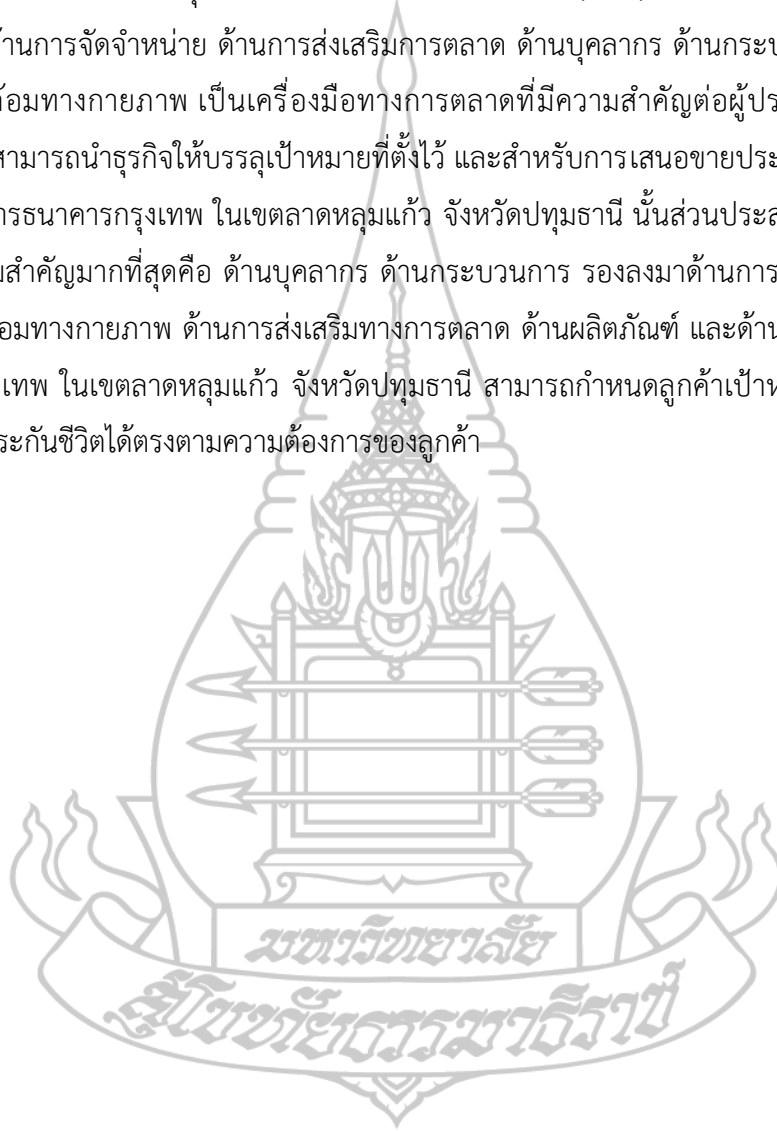 ้านการจัดจำหน่าย ด้านการส่งเสริมการตลาด ด้านบุคลากร ด้านกระบ
้อมทางกายภาพ เป็นเครื่องมือทางการตลาดที่มีความสำคัญต่อผู้ประ
สามารถนำธุรกิจให้บรรลุเป้าหมายที่ตั้งไว้ และสำหรับการเสนอขายประ
ารธนาคารกรุงเทพ ในเขตลาดหลุมแก้ว จังหวัดปทุมธานี นั้นส่วนประส
มสำคัญมากที่สุดคือ ด้านบุคลากร ด้านกระบวนการ รองลงมาด้านการ
้อมทางกายภาพ ด้านการส่งเสริมทางการตลาด ด้านผลิตภัณฑ์ และด้าน
เทพ ในเขตลาดหลุมแก้ว จังหวัดปทุมธานี สามารถกำหนดลูกค้าเป้าห
ระกันชีวิตได้ตรงตามความต้องการของลูกค้า
มหาวิทยาลัย
สุโขทัยธรรมาธิราช